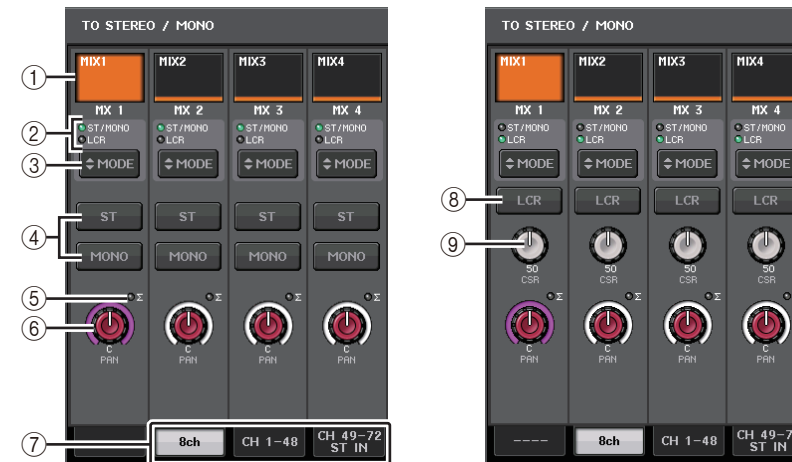 TO STEREO / MONO
MIX1 MIX2 MIX3 MIX4
MX 1 MX 2 MX 3 MX 4
① ② ST/MONO ST/MONO ST/MONO ST/MONO
LCR LCR LCR LCR
③ MODE MODE MODE MODE
④ ST ST ST ST
MONO MONO MONO MONO
⑤ Σ Σ Σ Σ
⑥ C C C C
PAN PAN PAN PAN
⑦ 8ch CH 1-48 CH 49-72
ST IN
TO STEREO / MONO
MIX1 MIX2 MIX3 MIX4
MX 1 MX 2 MX 3 MX 4
ST/MONO ST/MONO ST/MONO ST/MONO
LCR LCR LCR LCR
MODE MODE MODE MODE
⑧ LCR LCR LCR LCR
⑨ 50 50 50 50
CSR CSR CSR CSR
Σ Σ Σ
C C C C
PAN PAN PAN PAN
---- 8ch CH 1-48 CH 49-7
ST IN